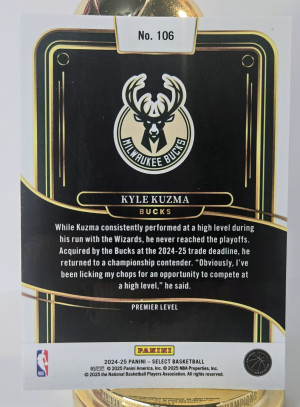 No. 106
MILWAUKEE BUCKS
KYLE KUZMA
BUCKS
While Kuzma consistently performed at a high level during
his run with the Wizards, he never reached the playoffs.
Acquired by the Bucks at the 2024-25 trade deadline, he
returned to a championship contender. "Obviously, I've
been licking my chops for an opportunity to compete at
a high level," he said.
PREMIER LEVEL
PANINI
2024-25 PANINI – SELECT BASKETBALL
© 2025 Panini America, Inc. © 2025 NBA Properties, Inc.
© 2025 the National Basketball Players Association. All rights reserved.
NBA